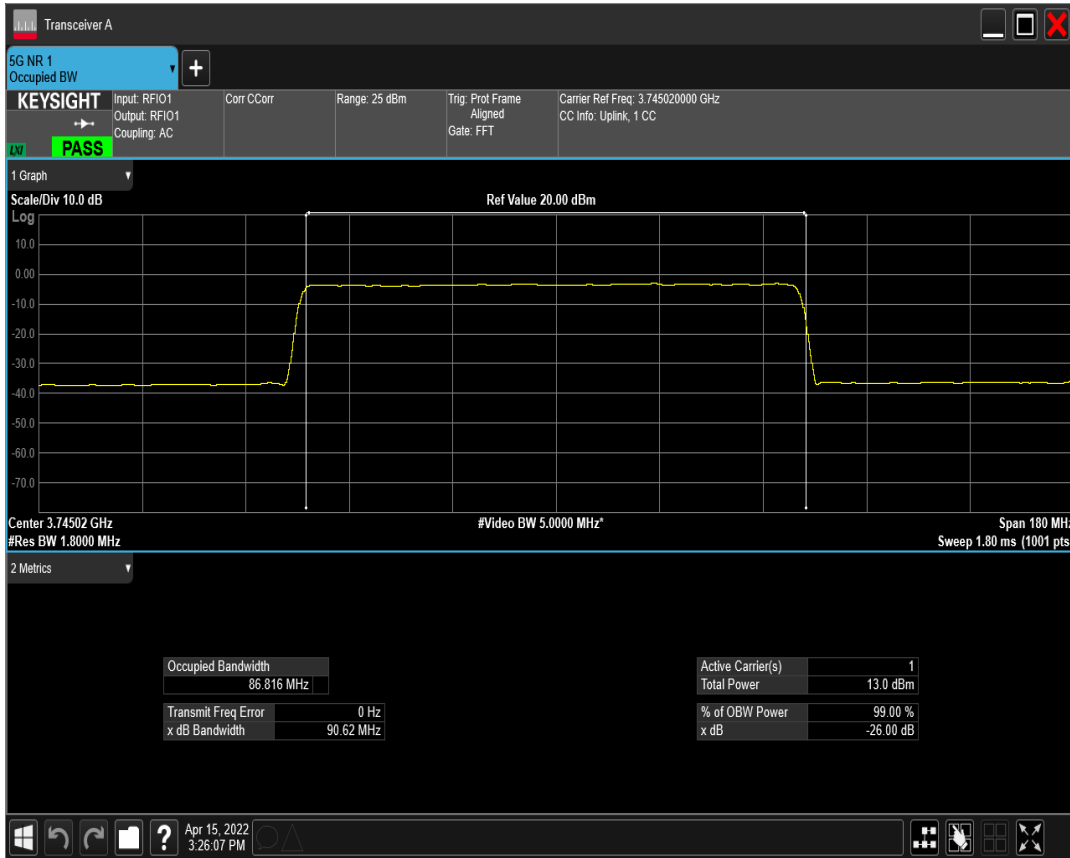 Transceiver A
5G NR 1
Occupied BW
+
KEYSIGHT
LXI
PASS
Input: RFIO1
Output: RFIO1
Coupling: AC
Corr CCorr
Range: 25 dBm
Trig: Prot Frame
Aligned
Gate: FFT
Carrier Ref Freq: 3.745020000 GHz
CC Info: Uplink, 1 CC
1 Graph
Scale/Div 10.0 dB
Ref Value 20.00 dBm
Log
10.0
0.00
-10.0
-20.0
-30.0
-40.0
-50.0
-60.0
-70.0
Center 3.74502 GHz
#Video BW 5.0000 MHz*
Span 180 MHz
#Res BW 1.8000 MHz
Sweep 1.80 ms (1001 pts
2 Metrics
Occupied Bandwidth
86.816 MHz
Transmit Freq Error 0 Hz
x dB Bandwidth 90.62 MHz
Active Carrier(s) 1
Total Power 13.0 dBm
% of OBW Power 99.00 %
x dB -26.00 dB
?
Apr 15, 2022
3:26:07 PM